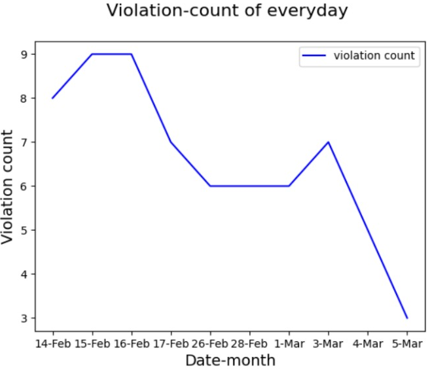 Violation-count of everyday
violation count
Violation count
9
8
7
6
5
4
3
14-Feb 15-Feb 16-Feb 17-Feb 26-Feb 28-Feb 1-Mar 3-Mar 4-Mar 5-Mar
Date-month